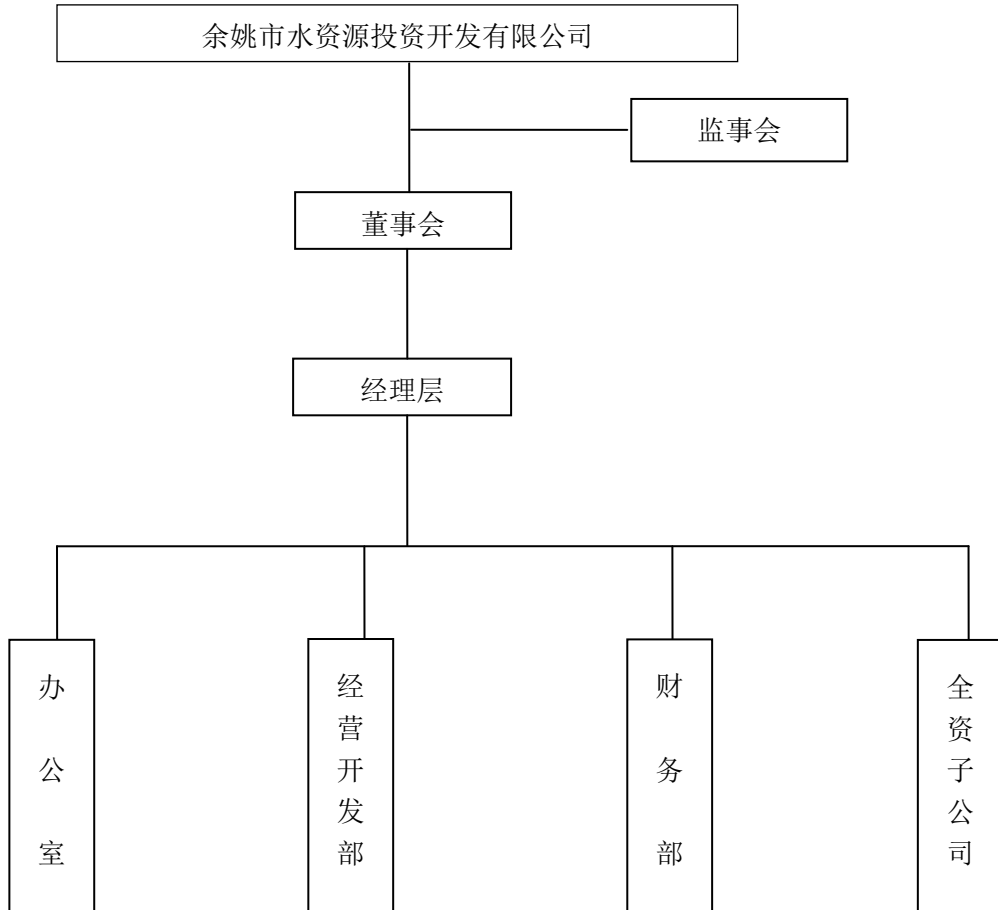 余姚市水资源投资开发有限公司
监事会
董事会
经理层
办公室
经营开发部
财务部
全资子公司